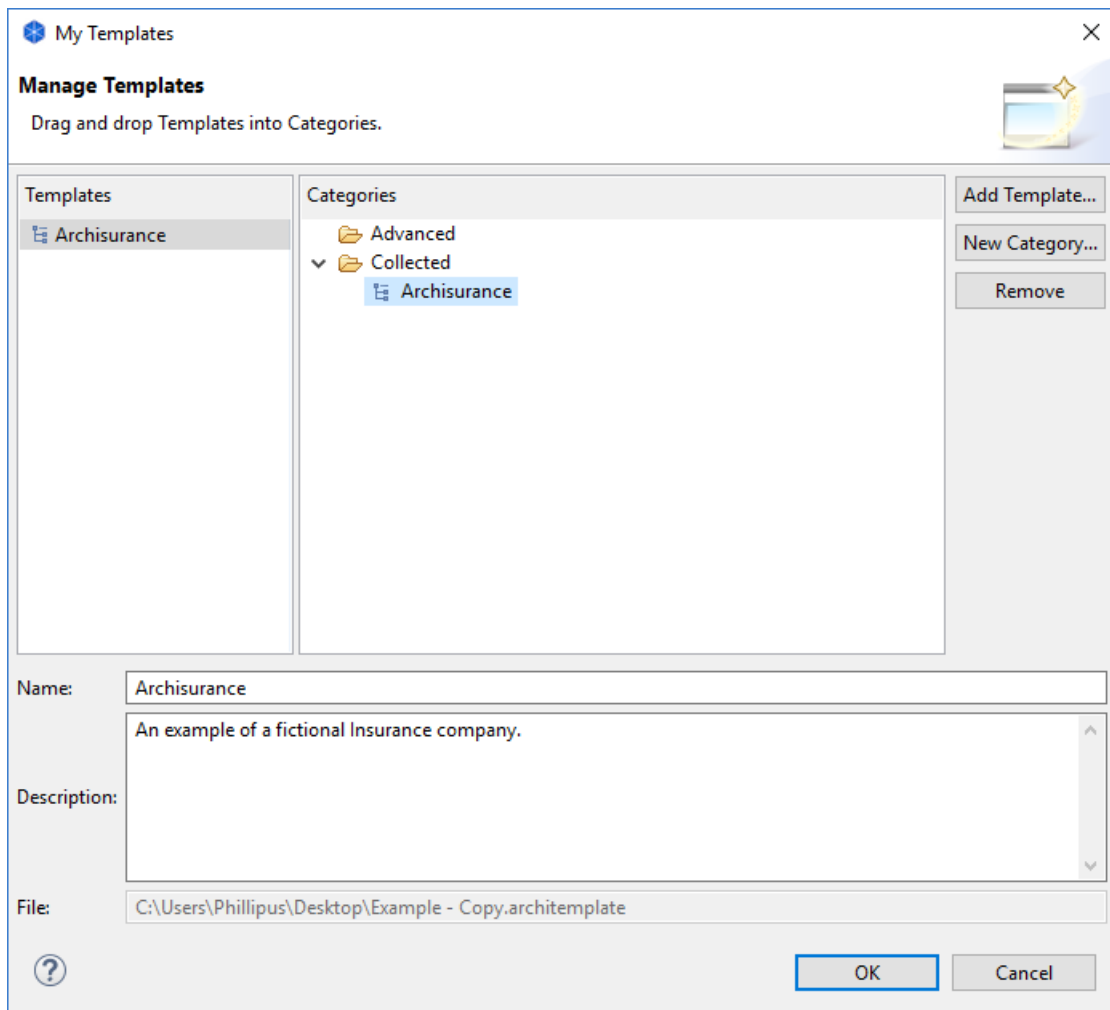 My Templates
Manage Templates
Drag and drop Templates into Categories.
Templates
Archisurance
Categories
Advanced
Collected
Archisurance
Add Template...
New Category...
Remove
Name:
Archisurance
Description:
An example of a fictional Insurance company.
File:
C:\Users\Phillipus\Desktop\Example - Copy.architemplate
?
OK
Cancel